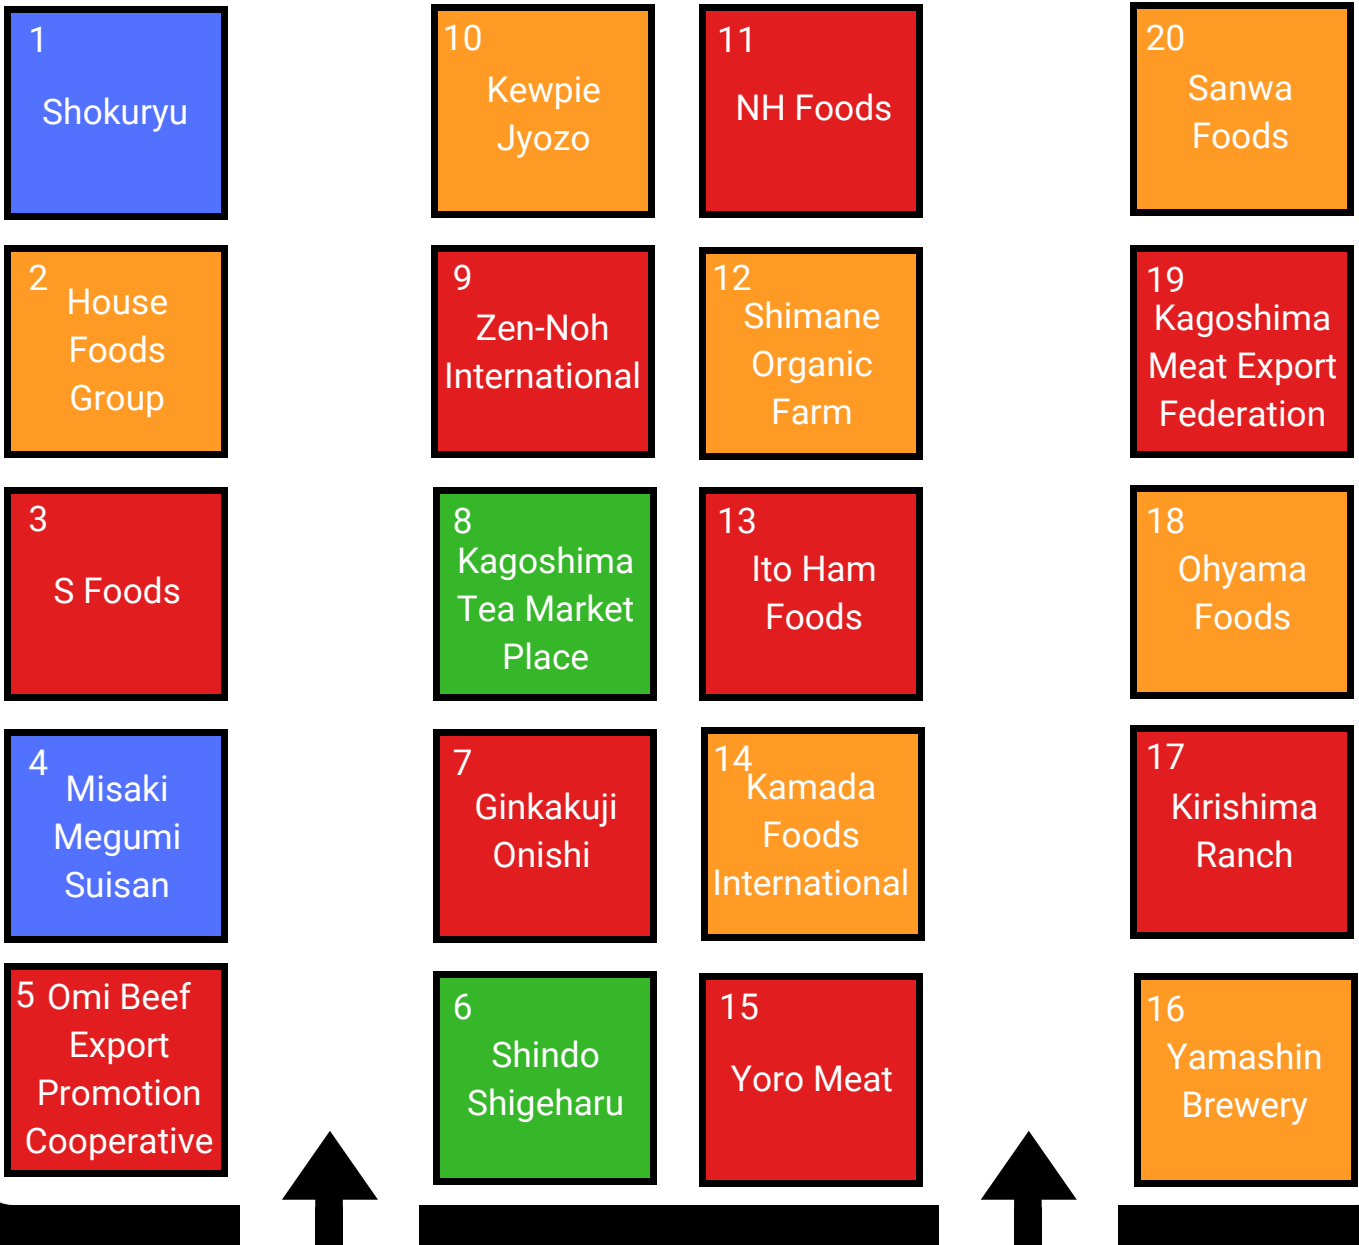 1
Shokuryu
10
Kewpie
Jyozo
11
NH Foods
20
Sanwa
Foods
2
House
Foods
Group
9
Zen-Noh
International
12
Shimane
Organic
Farm
19
Kagoshima
Meat Export
Federation
3
S Foods
8
Kagoshima
Tea Market
Place
13
Ito Ham
Foods
18
Ohyama
Foods
4
Misaki
Megumi
Suisan
7
Ginkakuji
Onishi
14
Kamada
Foods
International
17
Kirishima
Ranch
5 Omi Beef
Export
Promotion
Cooperative
6
Shindo
Shigeharu
15
Yoro Meat
16
Yamashin
Brewery